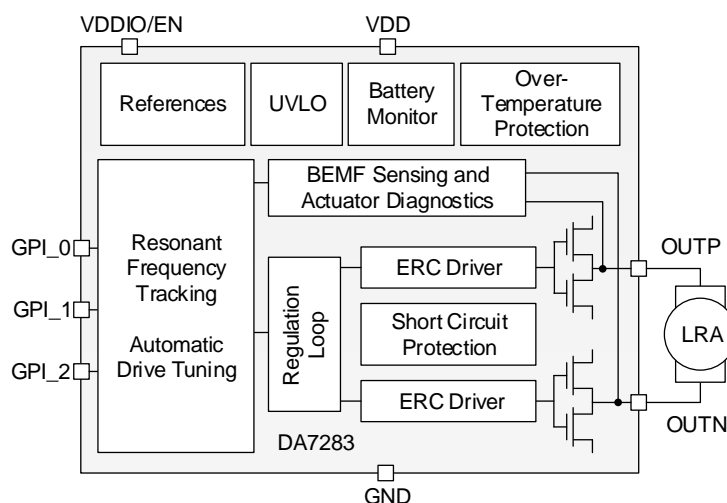 VDDIO/EN
VDD
References
UVLO
Battery
Monitor
Over-
Temperature
Protection
BEMF Sensing and
Actuator Diagnostics
GPI_0
GPI_1
GPI_2
Resonant
Frequency
Tracking
Automatic
Drive Tuning
Regulation
Loop
ERC Driver
Short Circuit
Protection
ERC Driver
OUTP
LRA
OUTN
DA7283
GND